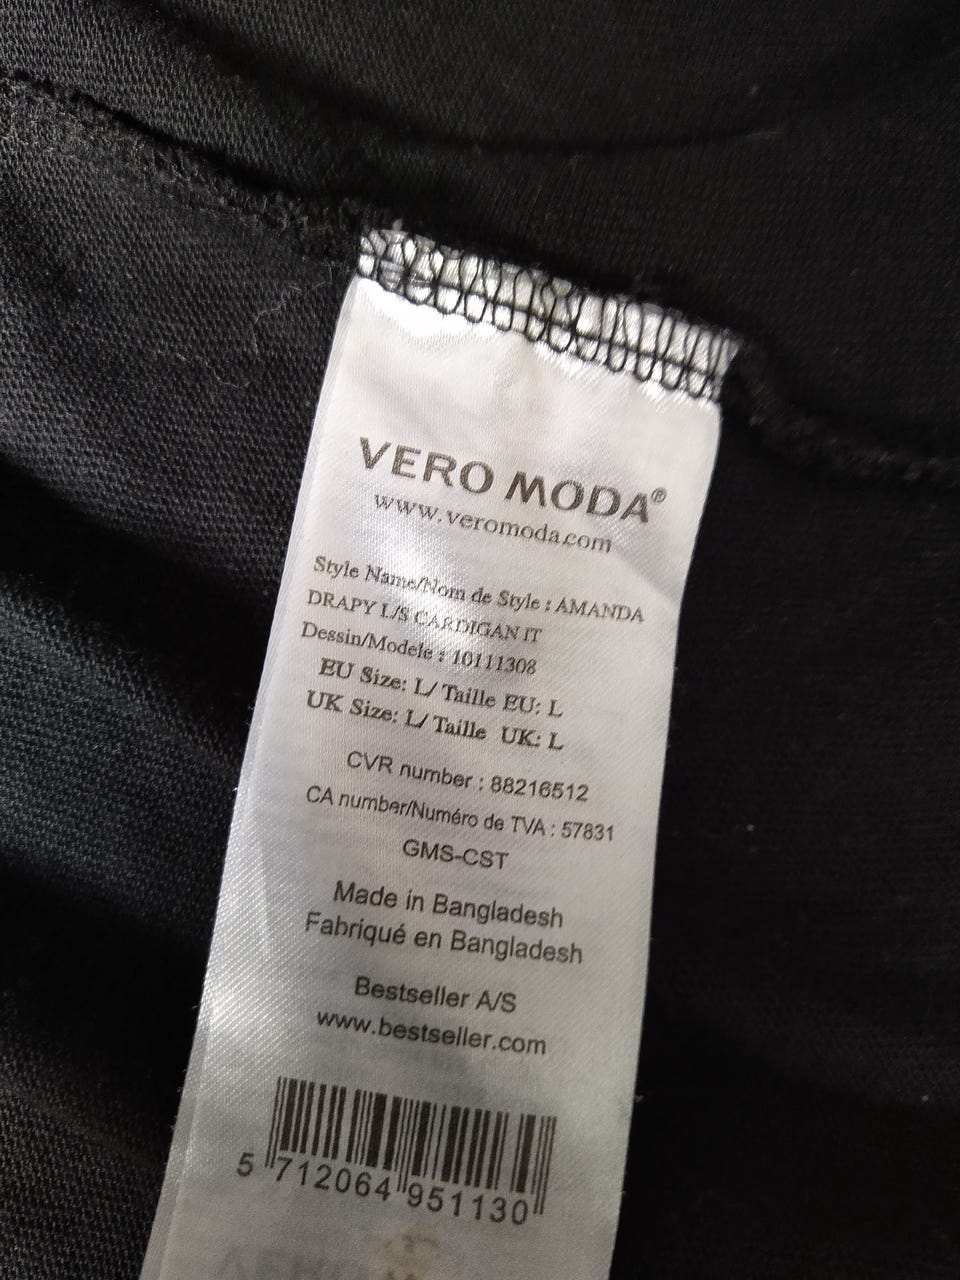 VERO MODA®
www.veromoda.com
Style Name/Nom de Style : AMANDA
DRAPY L/S CARDIGAN IT
Dessin/Modele : 10111308
EU Size: L/ Taille EU: L
UK Size: L/ Taille UK: L
CVR number : 88216512
CA number/Numéro de TVA : 57831
GMS-CST
Made in Bangladesh
Fabriqué en Bangladesh
Bestseller A/S
www.bestseller.com
5 712064 951130